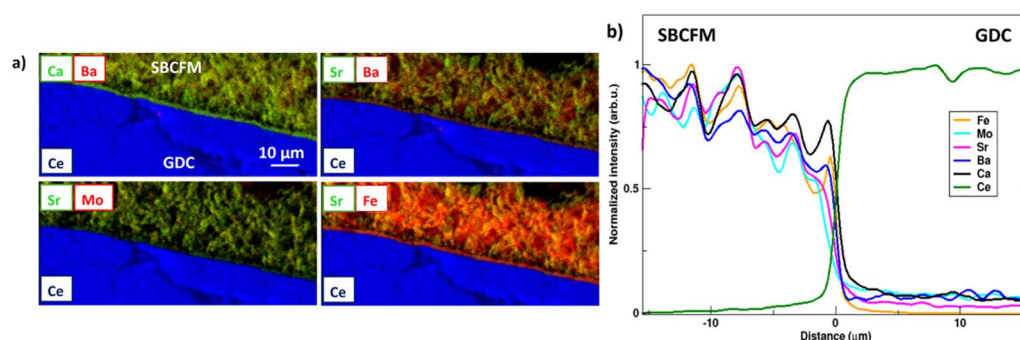 a)
Ca Ba SBCFM
Ce GDC 10 μm
Sr Ba
Ce
Sr Mo
Ce
Sr Fe
Ce
b)
SBCFM GDC
Normalized intensity (arb.u.)
1
0.5
0
Fe
Mo
Sr
Ba
Ca
Ce
-10 0 10
Distance (μm)